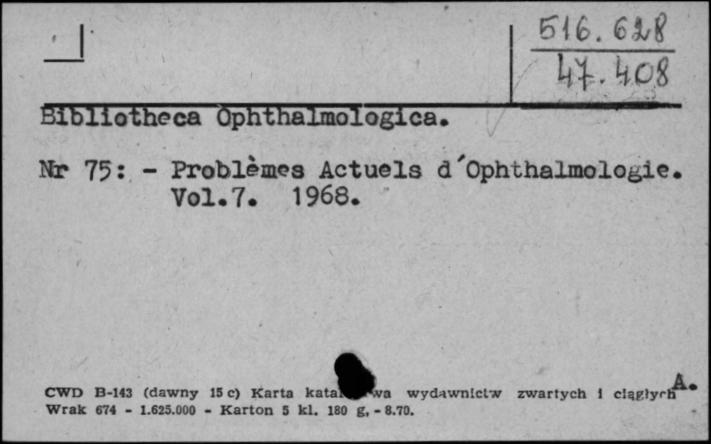 516.628
47.408
Bibliotheca Ophthalmologica.
Nr 75: - Problèmes Actuels d´Ophthalmologie.
Vol.7. 1968.
A.
CWD B-143 (dawny 15 c) Karta wydawnictw zwartych i ciągłych
Wrak 674 - 1.625.000 - Karton 5 kl. 180 g, - 8.70.